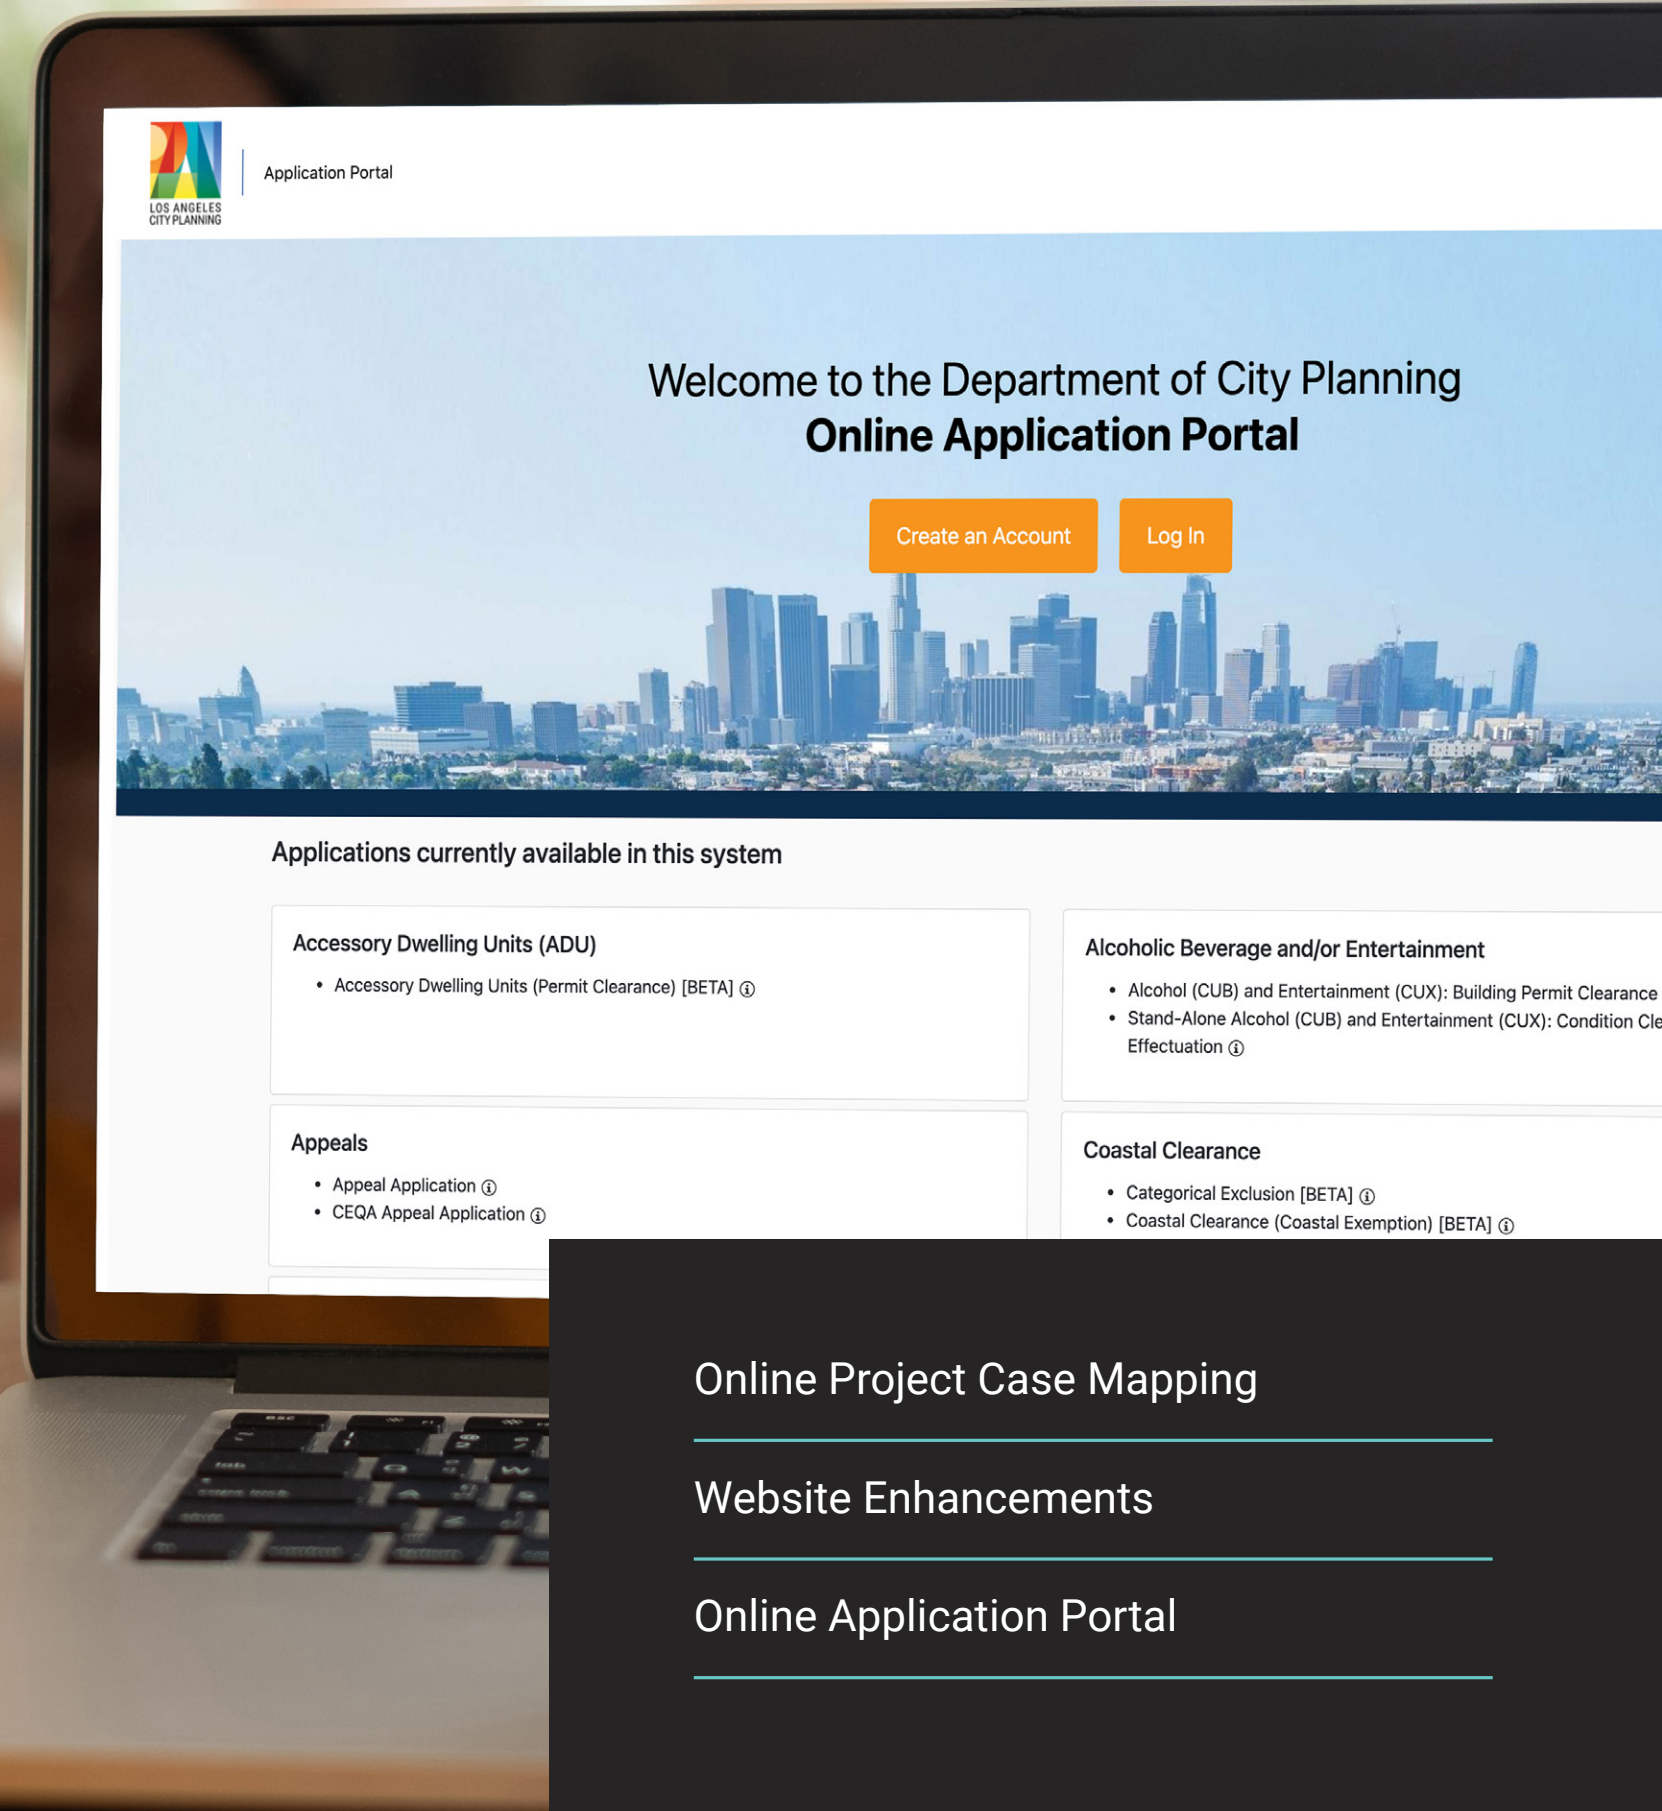 LOS ANGELES
CITY PLANNING
Application Portal
Welcome to the Department of City Planning
Online Application Portal
Create an Account
Log In
Applications currently available in this system
Accessory Dwelling Units (ADU)
• Accessory Dwelling Units (Permit Clearance) [BETA]
Alcoholic Beverage and/or Entertainment
• Alcohol (CUB) and Entertainment (CUX): Building Permit Clearance
• Stand-Alone Alcohol (CUB) and Entertainment (CUX): Condition Cle
Effectuation
Appeals
• Appeal Application
• CEQA Appeal Application
Coastal Clearance
• Categorical Exclusion [BETA]
• Coastal Clearance (Coastal Exemption) [BETA]
esc
tab
Online Project Case Mapping
Website Enhancements
Online Application Portal